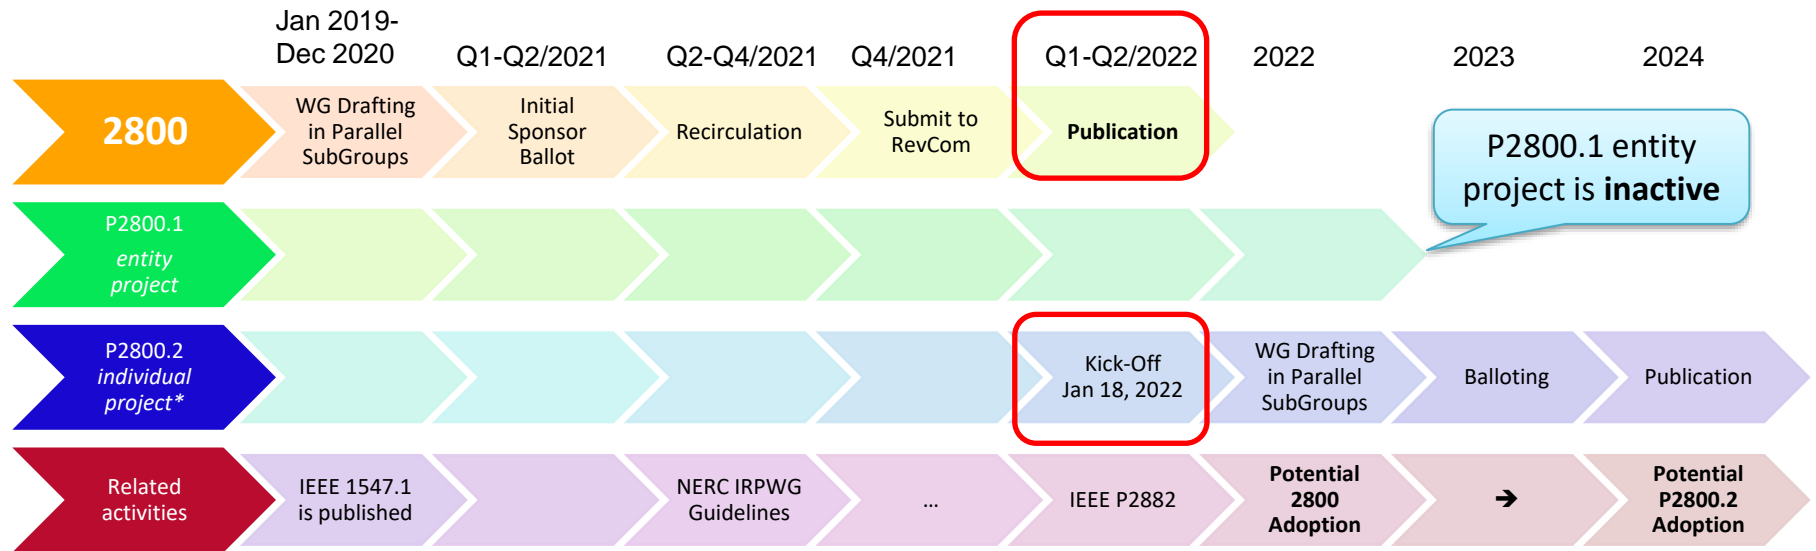 Jan 2019-
Dec 2020
Q1-Q2/2021
Q2-Q4/2021
Q4/2021
Q1-Q2/2022
2022
2023
2024
2800
WG Drafting
in Parallel
SubGroups
Initial
Sponsor
Ballot
Recirculation
Submit to
RevCom
Publication
P2800.1 entity
project is inactive
P2800.1
entity
project
P2800.2
individual
project*
Kick-Off
Jan 18, 2022
WG Drafting
in Parallel
SubGroups
Balloting
Publication
Related
activities
IEEE 1547.1
is published
NERC IRPWG
Guidelines
...
IEEE P2882
Potential
2800
Adoption
➔
Potential
P2800.2
Adoption